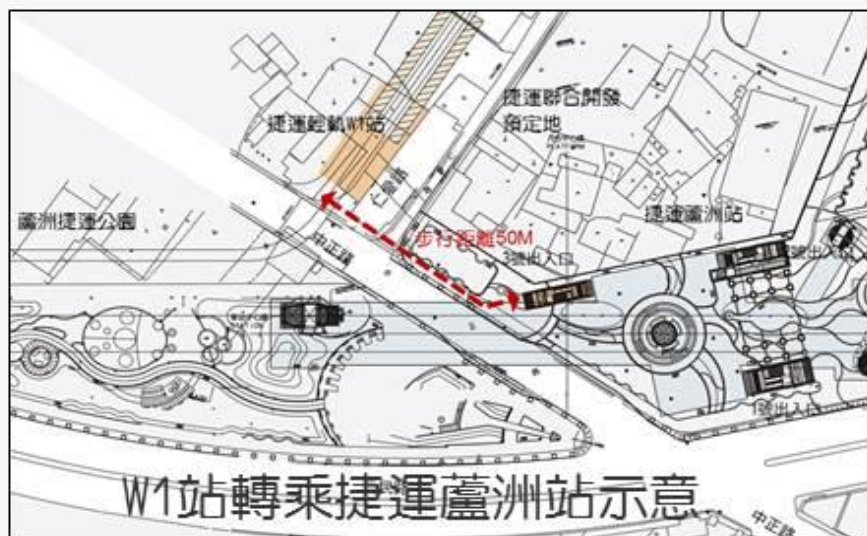 捷運聯合開發
預定地
捷運輕軌W1站
仁愛路
蘆洲捷運公園
捷運蘆洲站
中正路
步行距離50M
3號出入口
1號出入口
W1站轉乘捷運蘆洲站示意
中正路